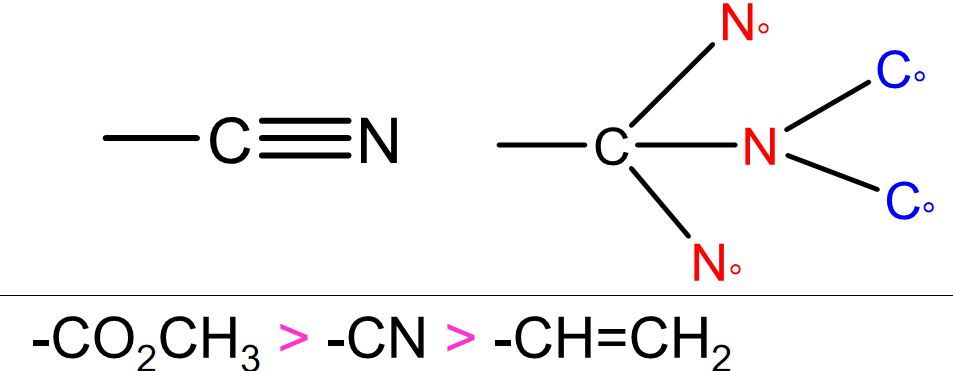 N°
C≡N C N C°
C°
N°
-CO₂CH₃ > -CN > -CH=CH₂